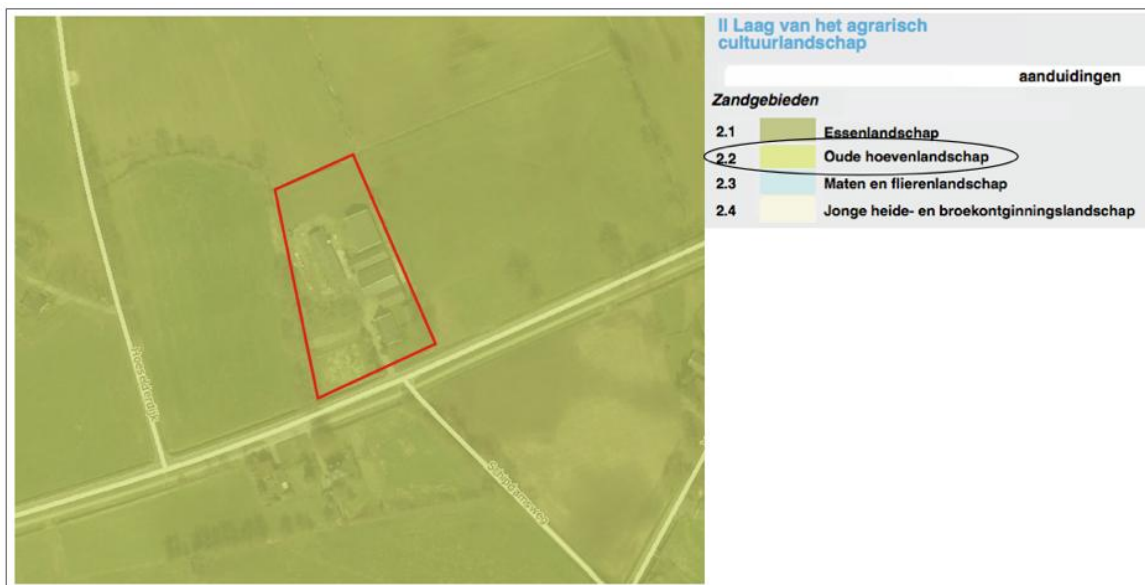 II Laag van het agrarisch
cultuurlandschap
aanduidingen
Zandgebieden
2.1 Essenlandschap
2.2 Oude hoevenlandschap
2.3 Maten en flierenlandschap
2.4 Jonge heide- en broekontginningslandschap